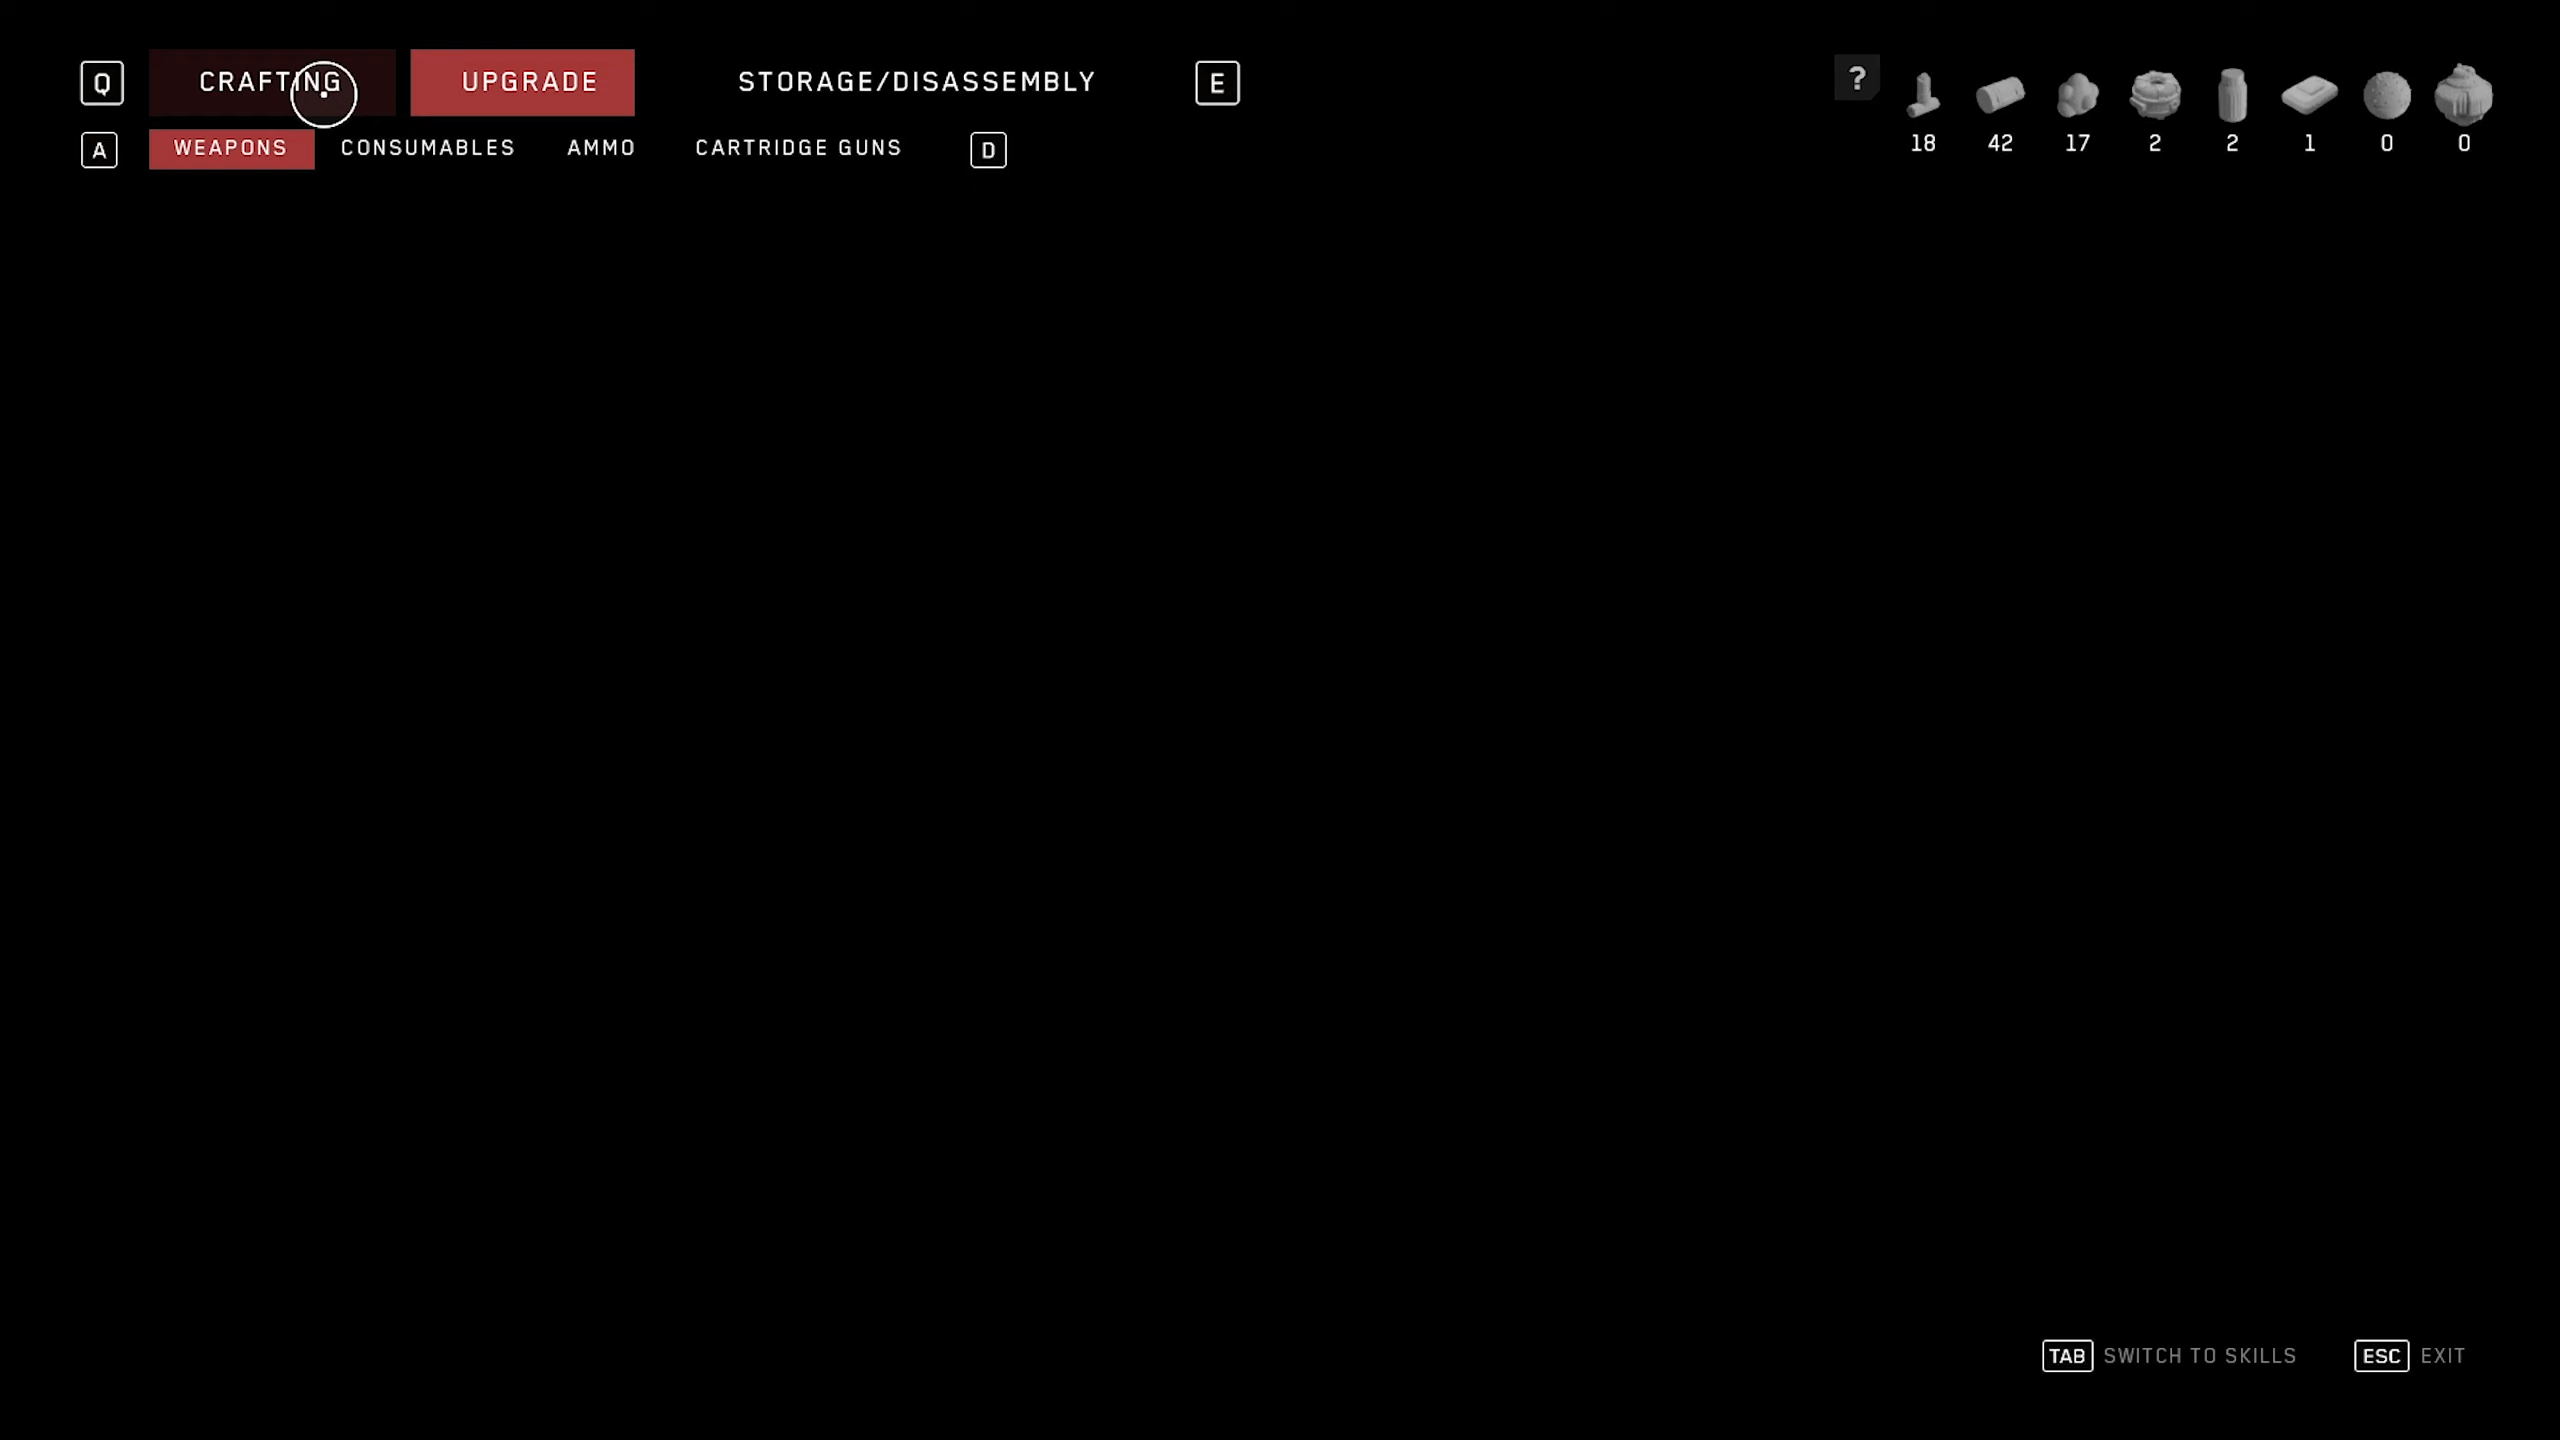 Q CRAFTING UPGRADE STORAGE/DISASSEMBLY E ?
A WEAPONS CONSUMABLES AMMO CARTRIDGE GUNS D
18 42 17 2 2 1 0 0
TAB SWITCH TO SKILLS ESC EXIT